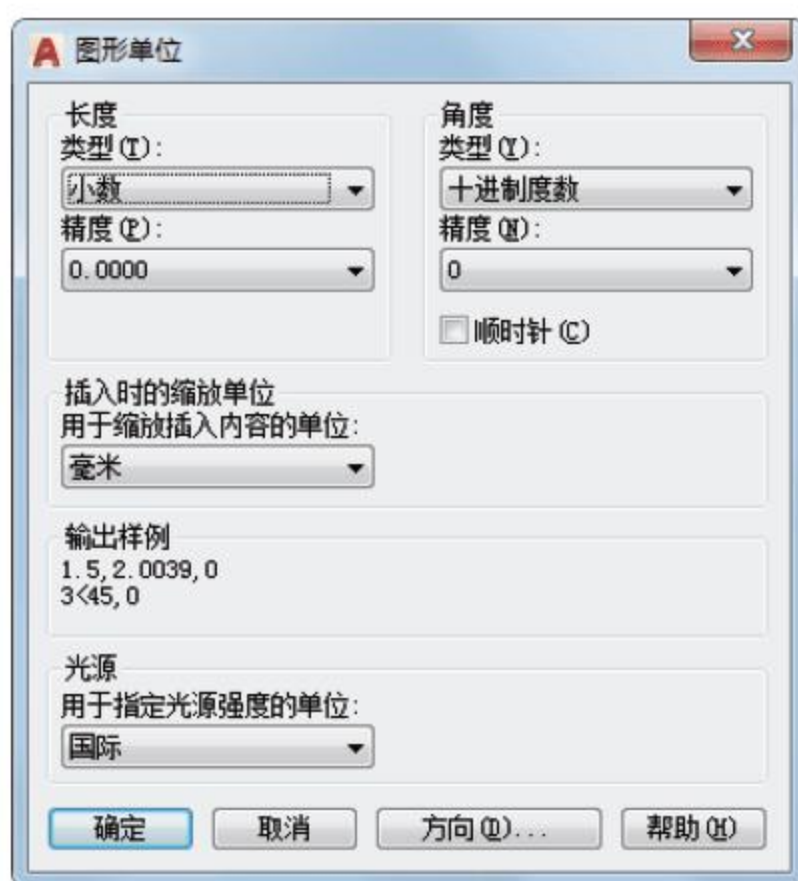 图形单位
长度
类型(T):
小数
精度(P):
0.0000
角度
类型(Y):
十进制度数
精度(N):
0
顺时针(C)
插入时的缩放单位
用于缩放插入内容的单位:
毫米
输出样例
1.5,2.0039,0
3<45,0
光源
用于指定光源强度的单位:
国际
确定 取消 方向(D)... 帮助(H)